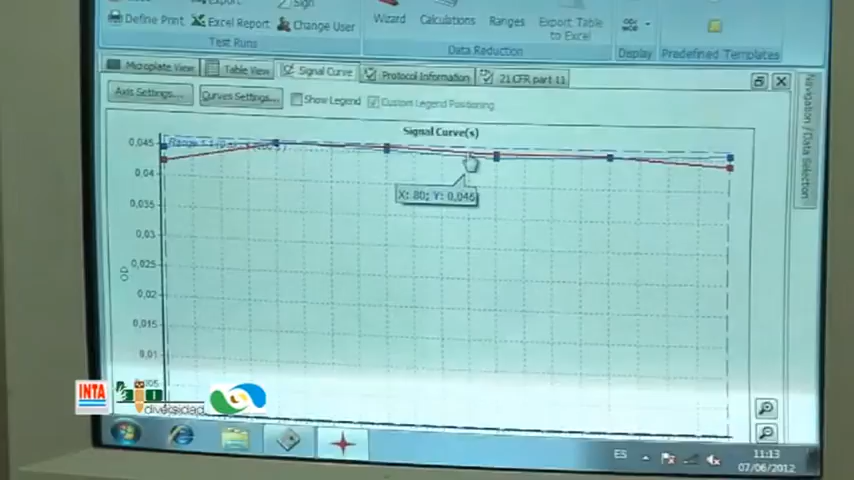 Export
Sign
Define Print
Excel Report
Change User
Test Runs
Wizard
Calculations
Ranges
Export Table
to Excel
Data Reduction
Display
Predefined Templates
Microplate View
Table View
Signal Curve
Protocol Information
21 CFR part 11
Axis Settings...
Curves Settings...
Show Legend
Custom Legend Positioning
Navigation / Data Selection
Signal Curve(s)
0,045
0,04
0,035
0,03
0,025
0,02
0,015
0,01
OD
X: 80; Y: 0,046
INTA
diversidad
ES
11:13
07/06/2012